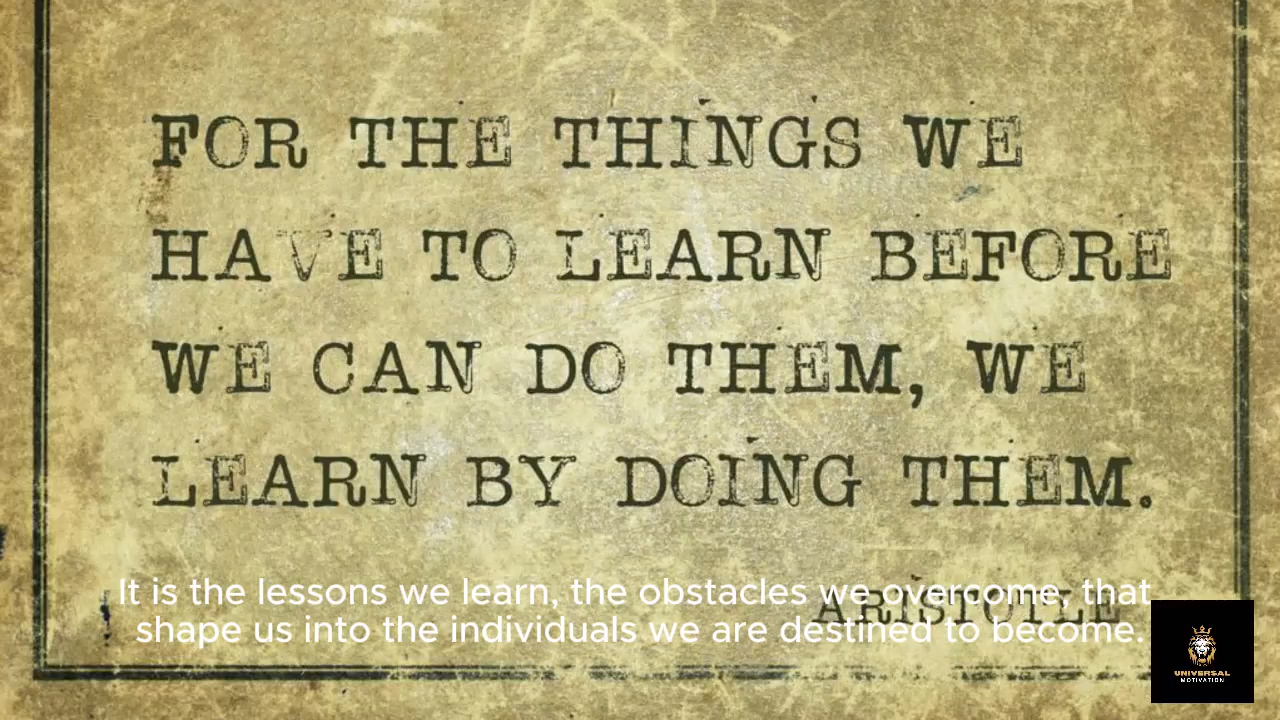 FOR THE THINGS WE
HAVE TO LEARN BEFORE
WE CAN DO THEM, WE
LEARN BY DOING THEM.
It is the lessons we learn, the obstacles we overcome, that
ARISTOTLE
shape us into the individuals we are destined to become.
UNIVERSAL
MOTIVATION